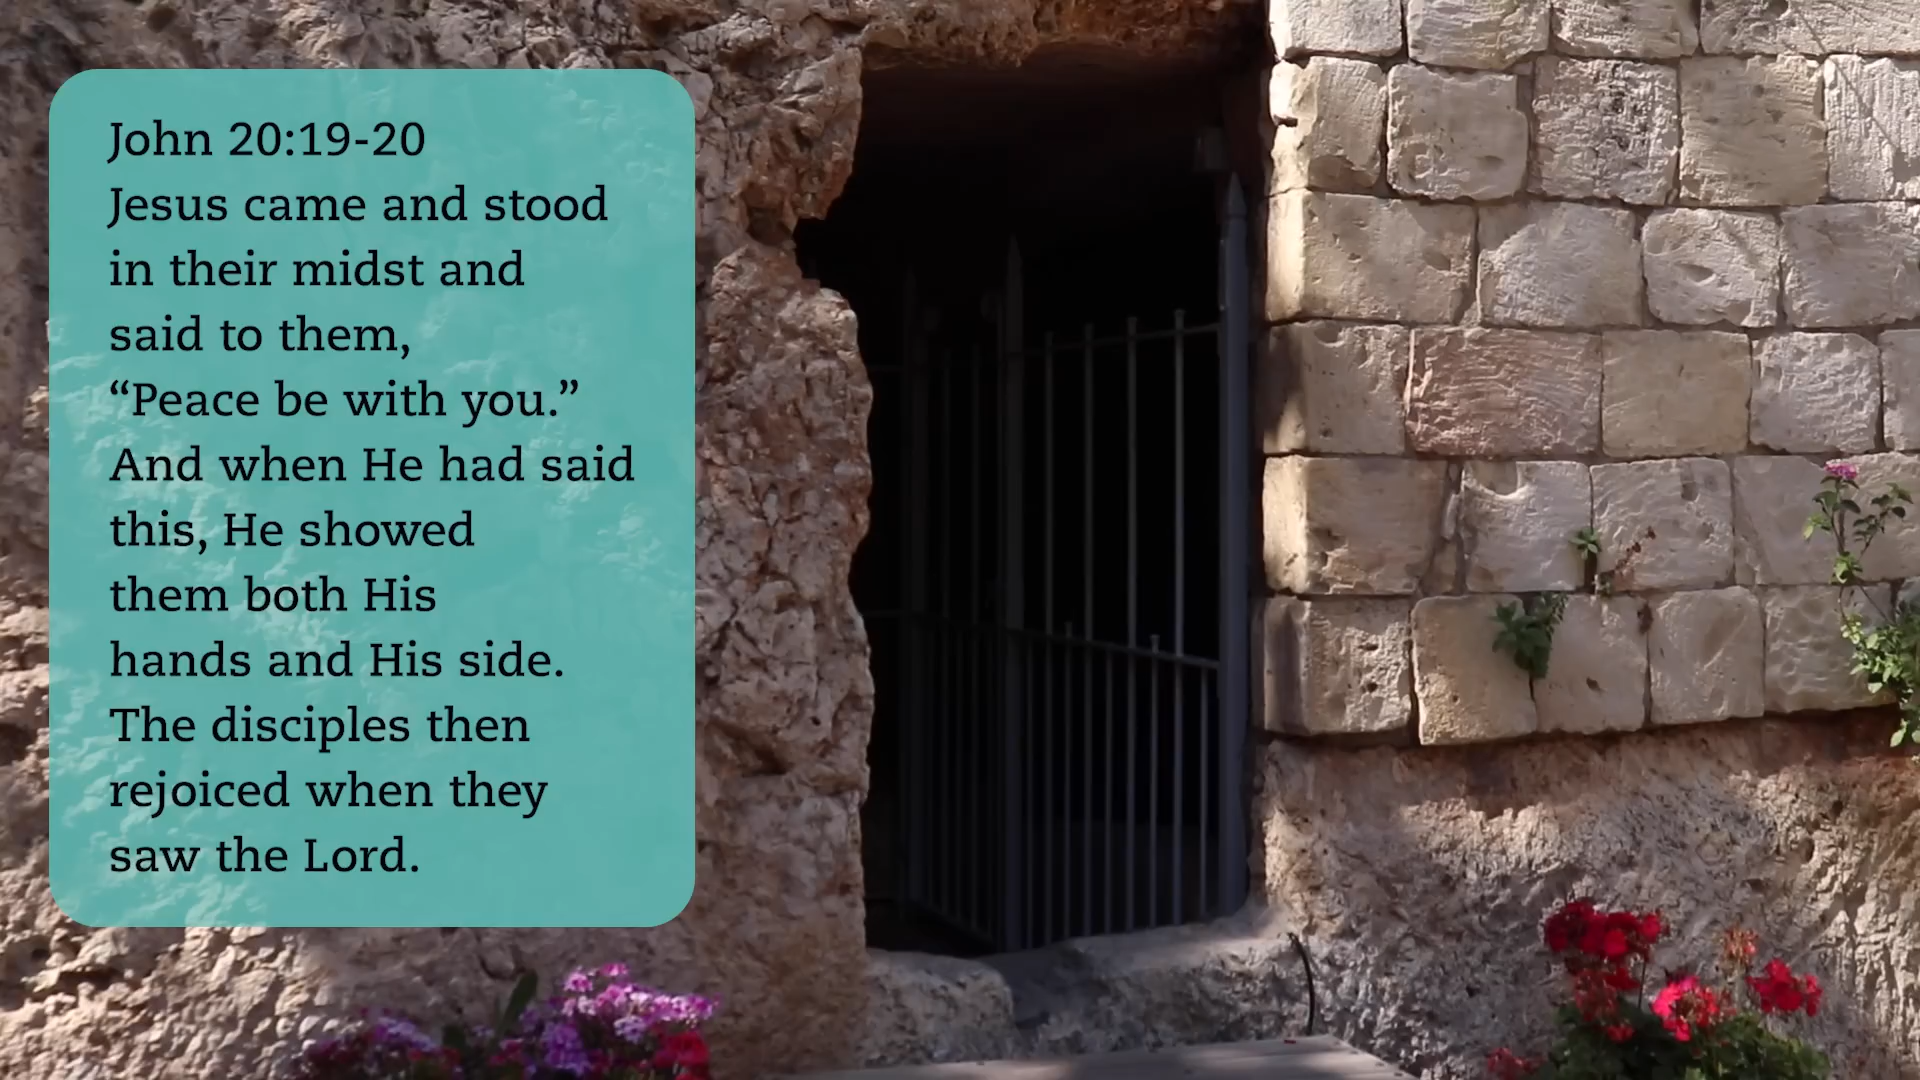 John 20:19-20
Jesus came and stood
in their midst and
said to them,
“Peace be with you.”
And when He had said
this, He showed
them both His
hands and His side.
The disciples then
rejoiced when they
saw the Lord.